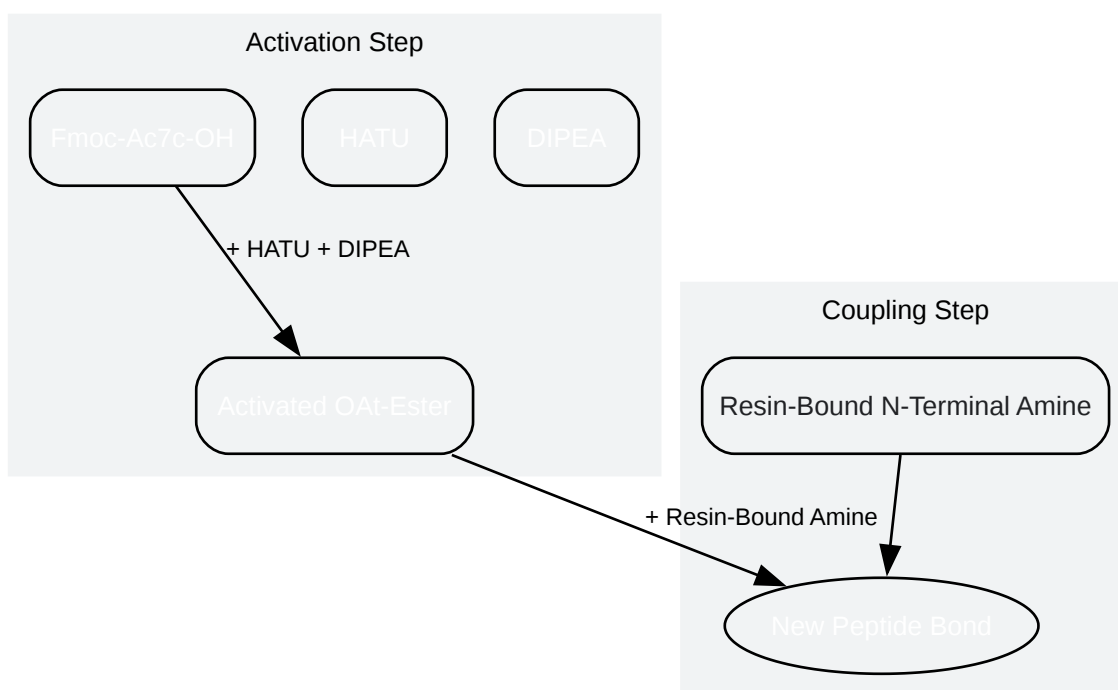 Activation Step
Fmoc-Ac7c-OH
HATU
DIPEA
+ HATU + DIPEA
Coupling Step
Activated OAt-Ester
Resin-Bound N-Terminal Amine
+ Resin-Bound Amine
New Peptide Bond